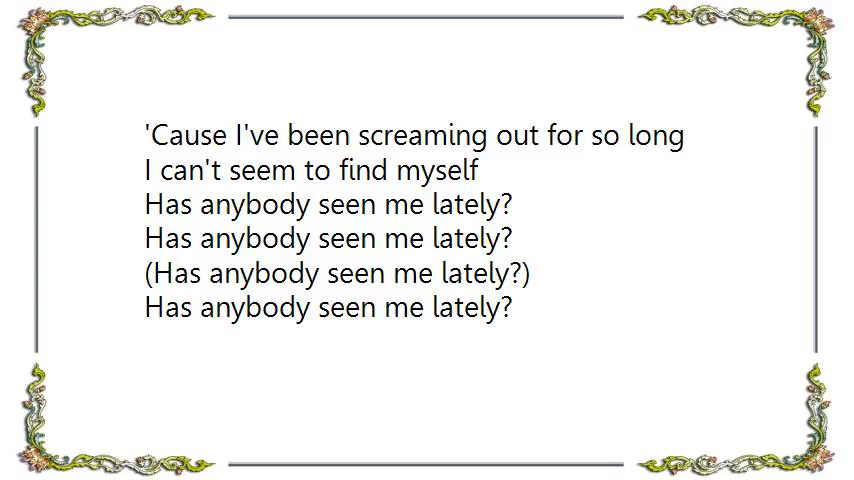 'Cause I've been screaming out for so long
I can't seem to find myself
Has anybody seen me lately?
Has anybody seen me lately?
(Has anybody seen me lately?)
Has anybody seen me lately?